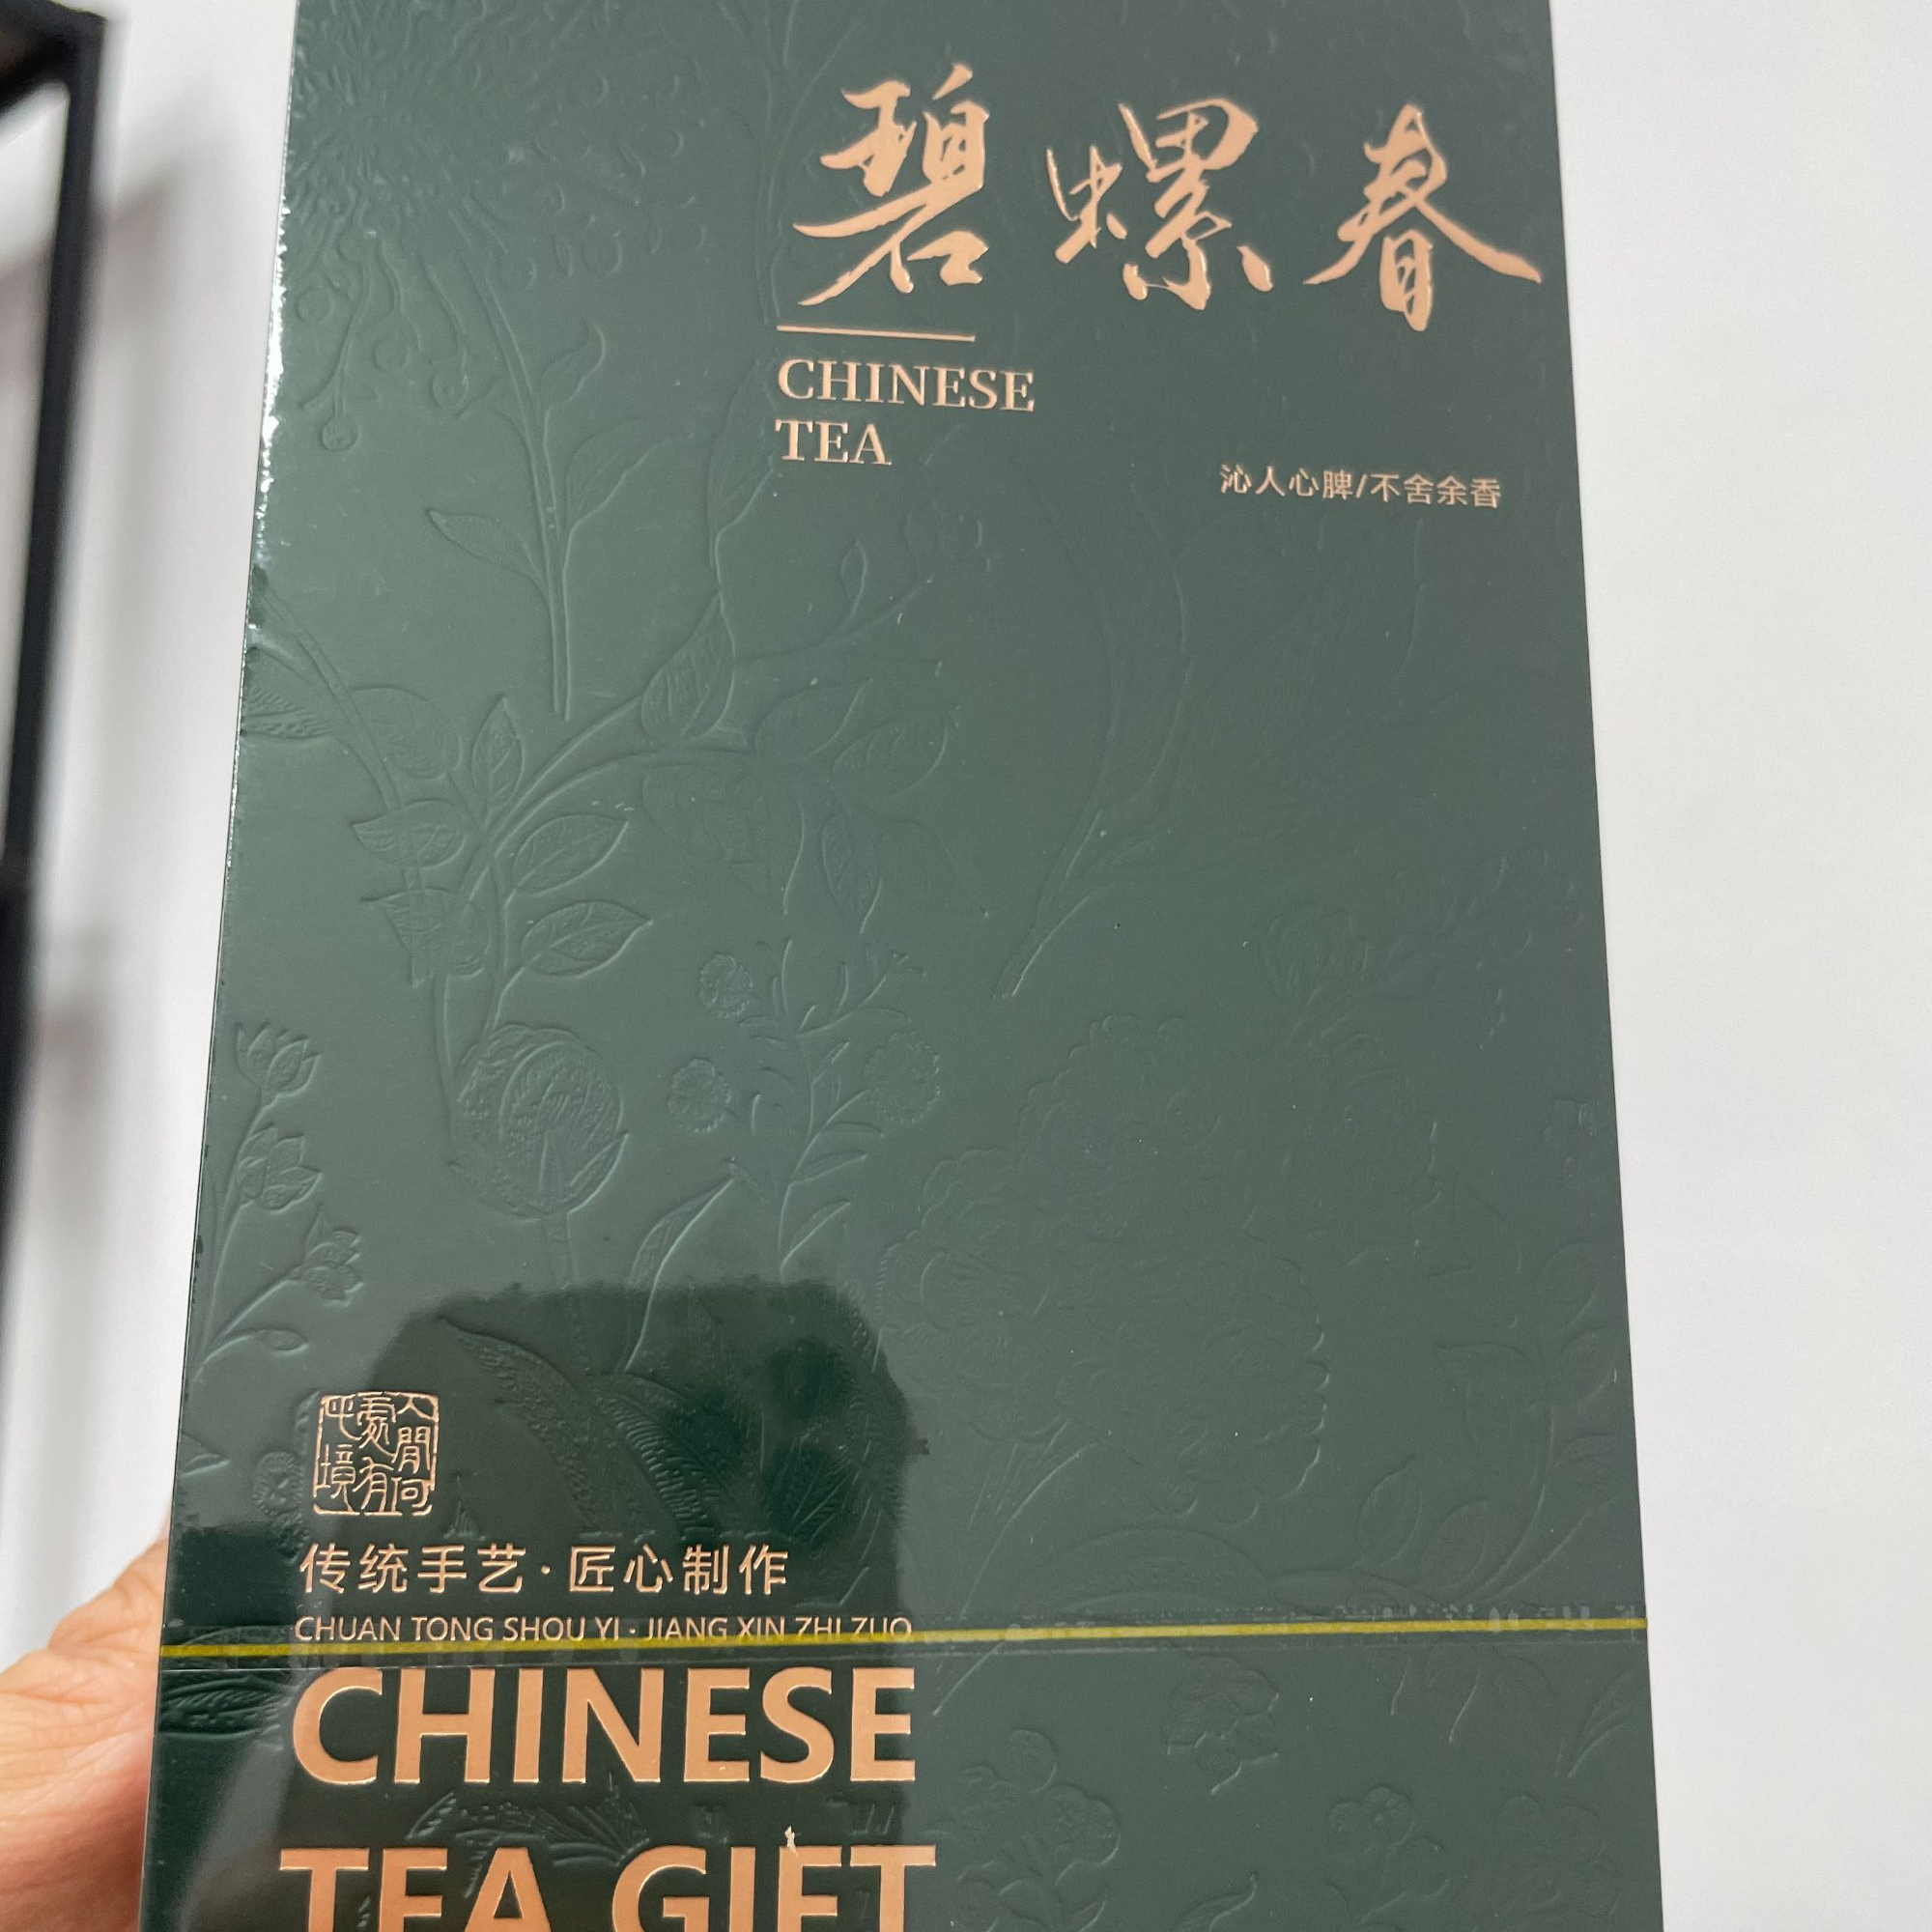 碧螺春
CHINESE
TEA
沁人心脾/不舍余香
人間何
處有
此境
传统手艺·匠心制作
CHUAN TONG SHOU YI·JIANG XIN ZHI ZUO
CHINESE
TEA GIFT